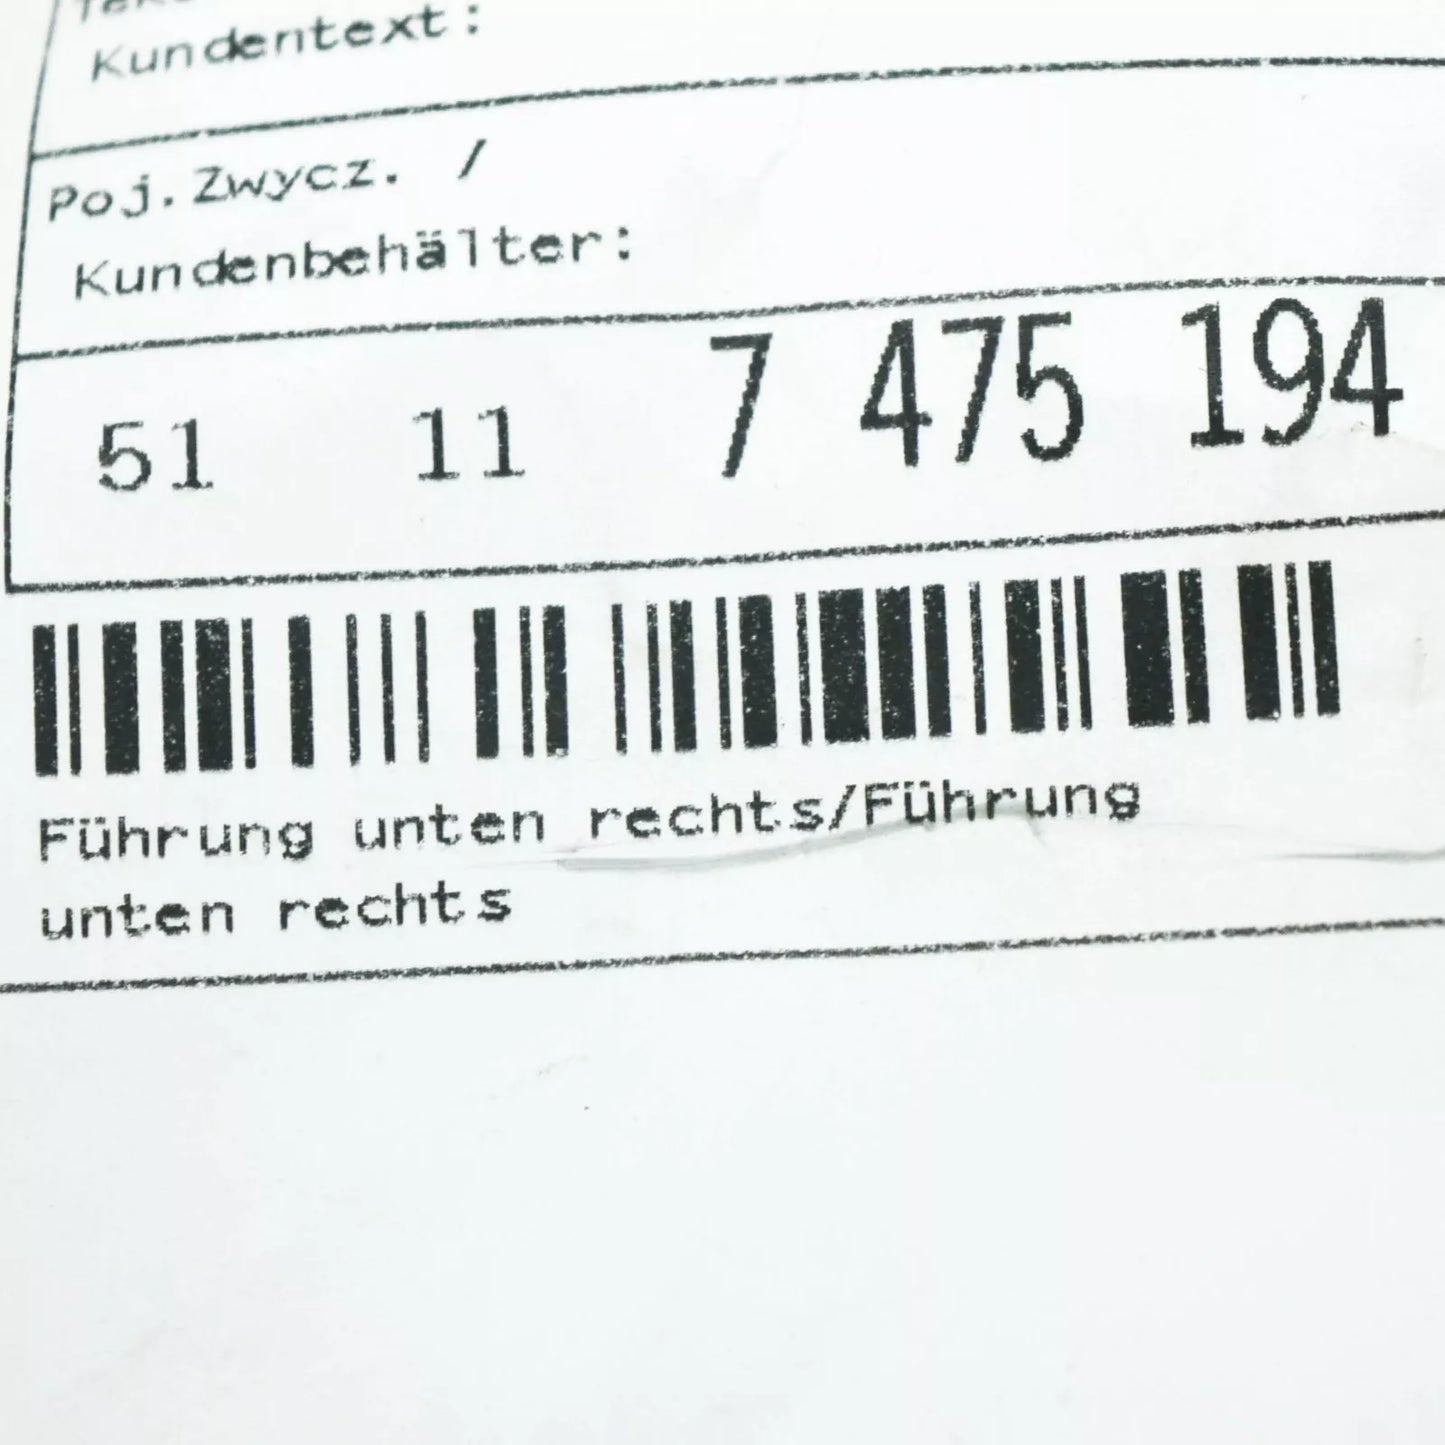 Kundentext:
Poj.Zwycz. /
Kundenbehälter:
51 11 7 475 194
Führung unten rechts/Führung
unten rechts